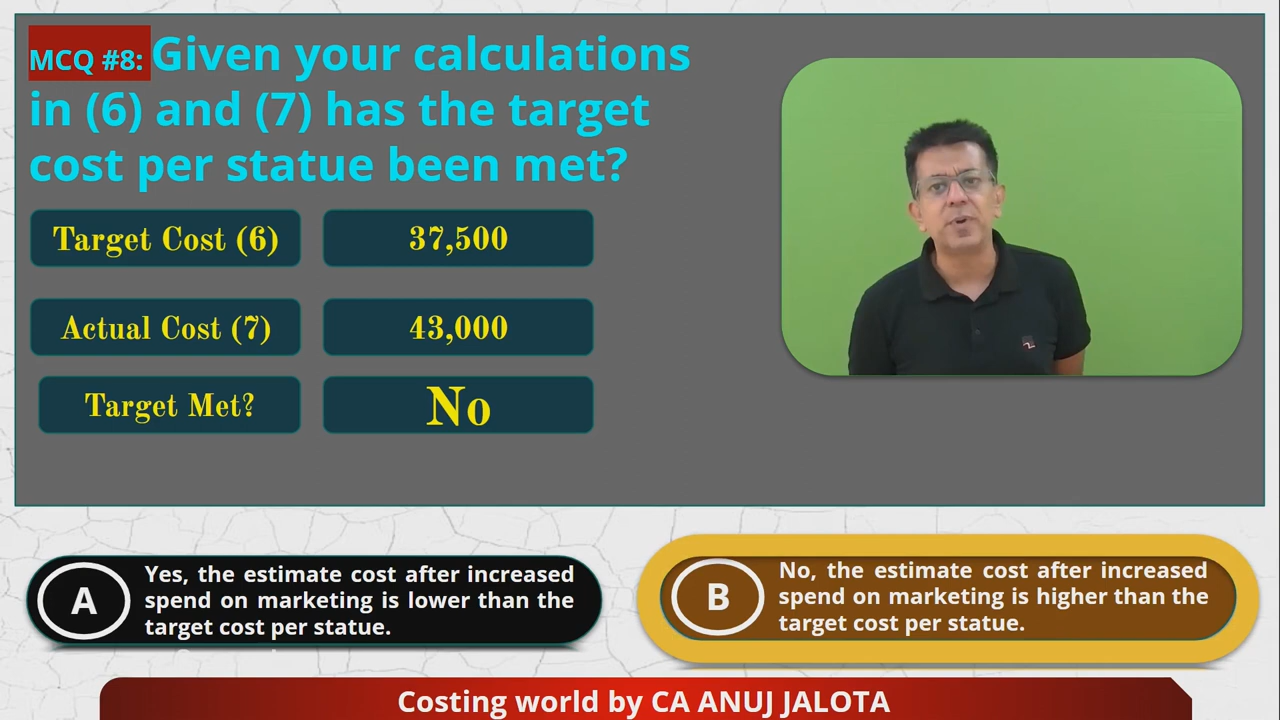 MCQ #8: Given your calculations
in (6) and (7) has the target
cost per statue been met?
Target Cost (6)
37,500
Actual Cost (7)
43,000
Target Met?
No
A
Yes, the estimate cost after increased
spend on marketing is lower than the
target cost per statue.
B
No, the estimate cost after increased
spend on marketing is higher than the
target cost per statue.
Costing world by CA ANUJ JALOTA